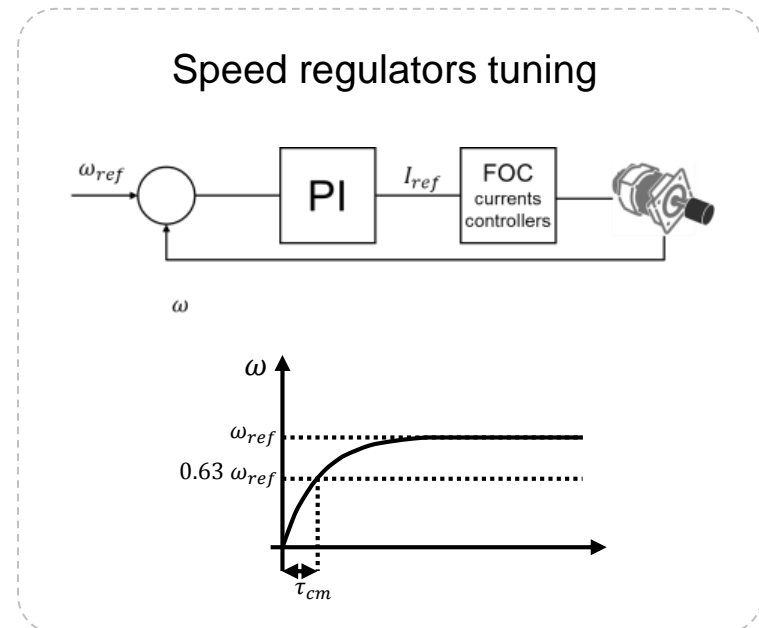 Speed regulators tuning
ω_ref
PI
I_ref
FOC
currents
controllers
ω
ω
ω_ref
0.63 ω_ref
τ_cm